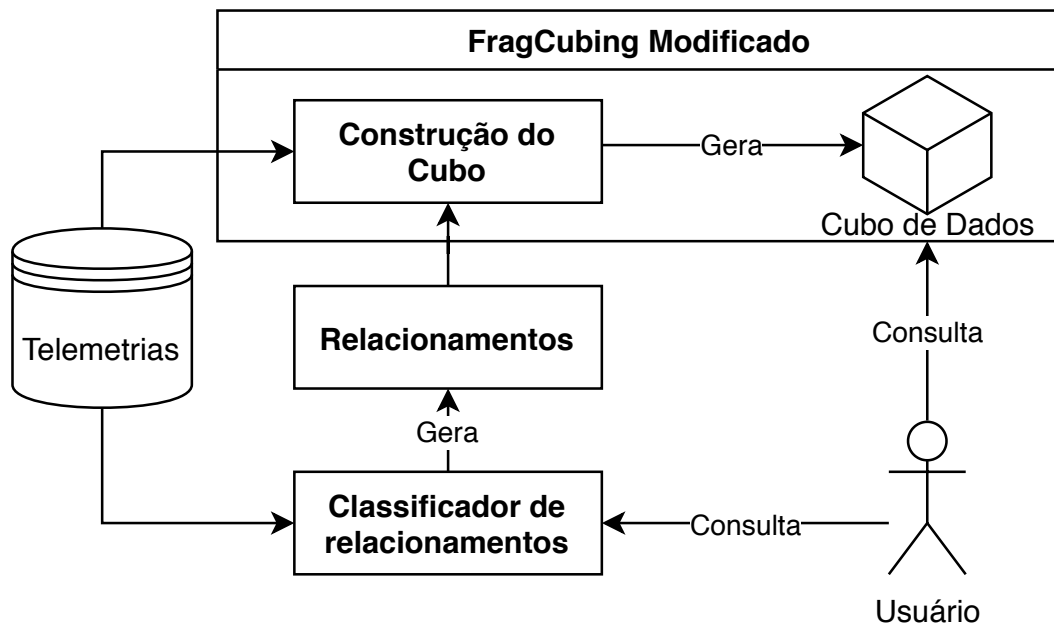 FragCubing Modificado
Construção do
Cubo
Gera
Cubo de Dados
Telemetrias
Relacionamentos
Consulta
Gera
Classificador de
relacionamentos
Consulta
Usuário